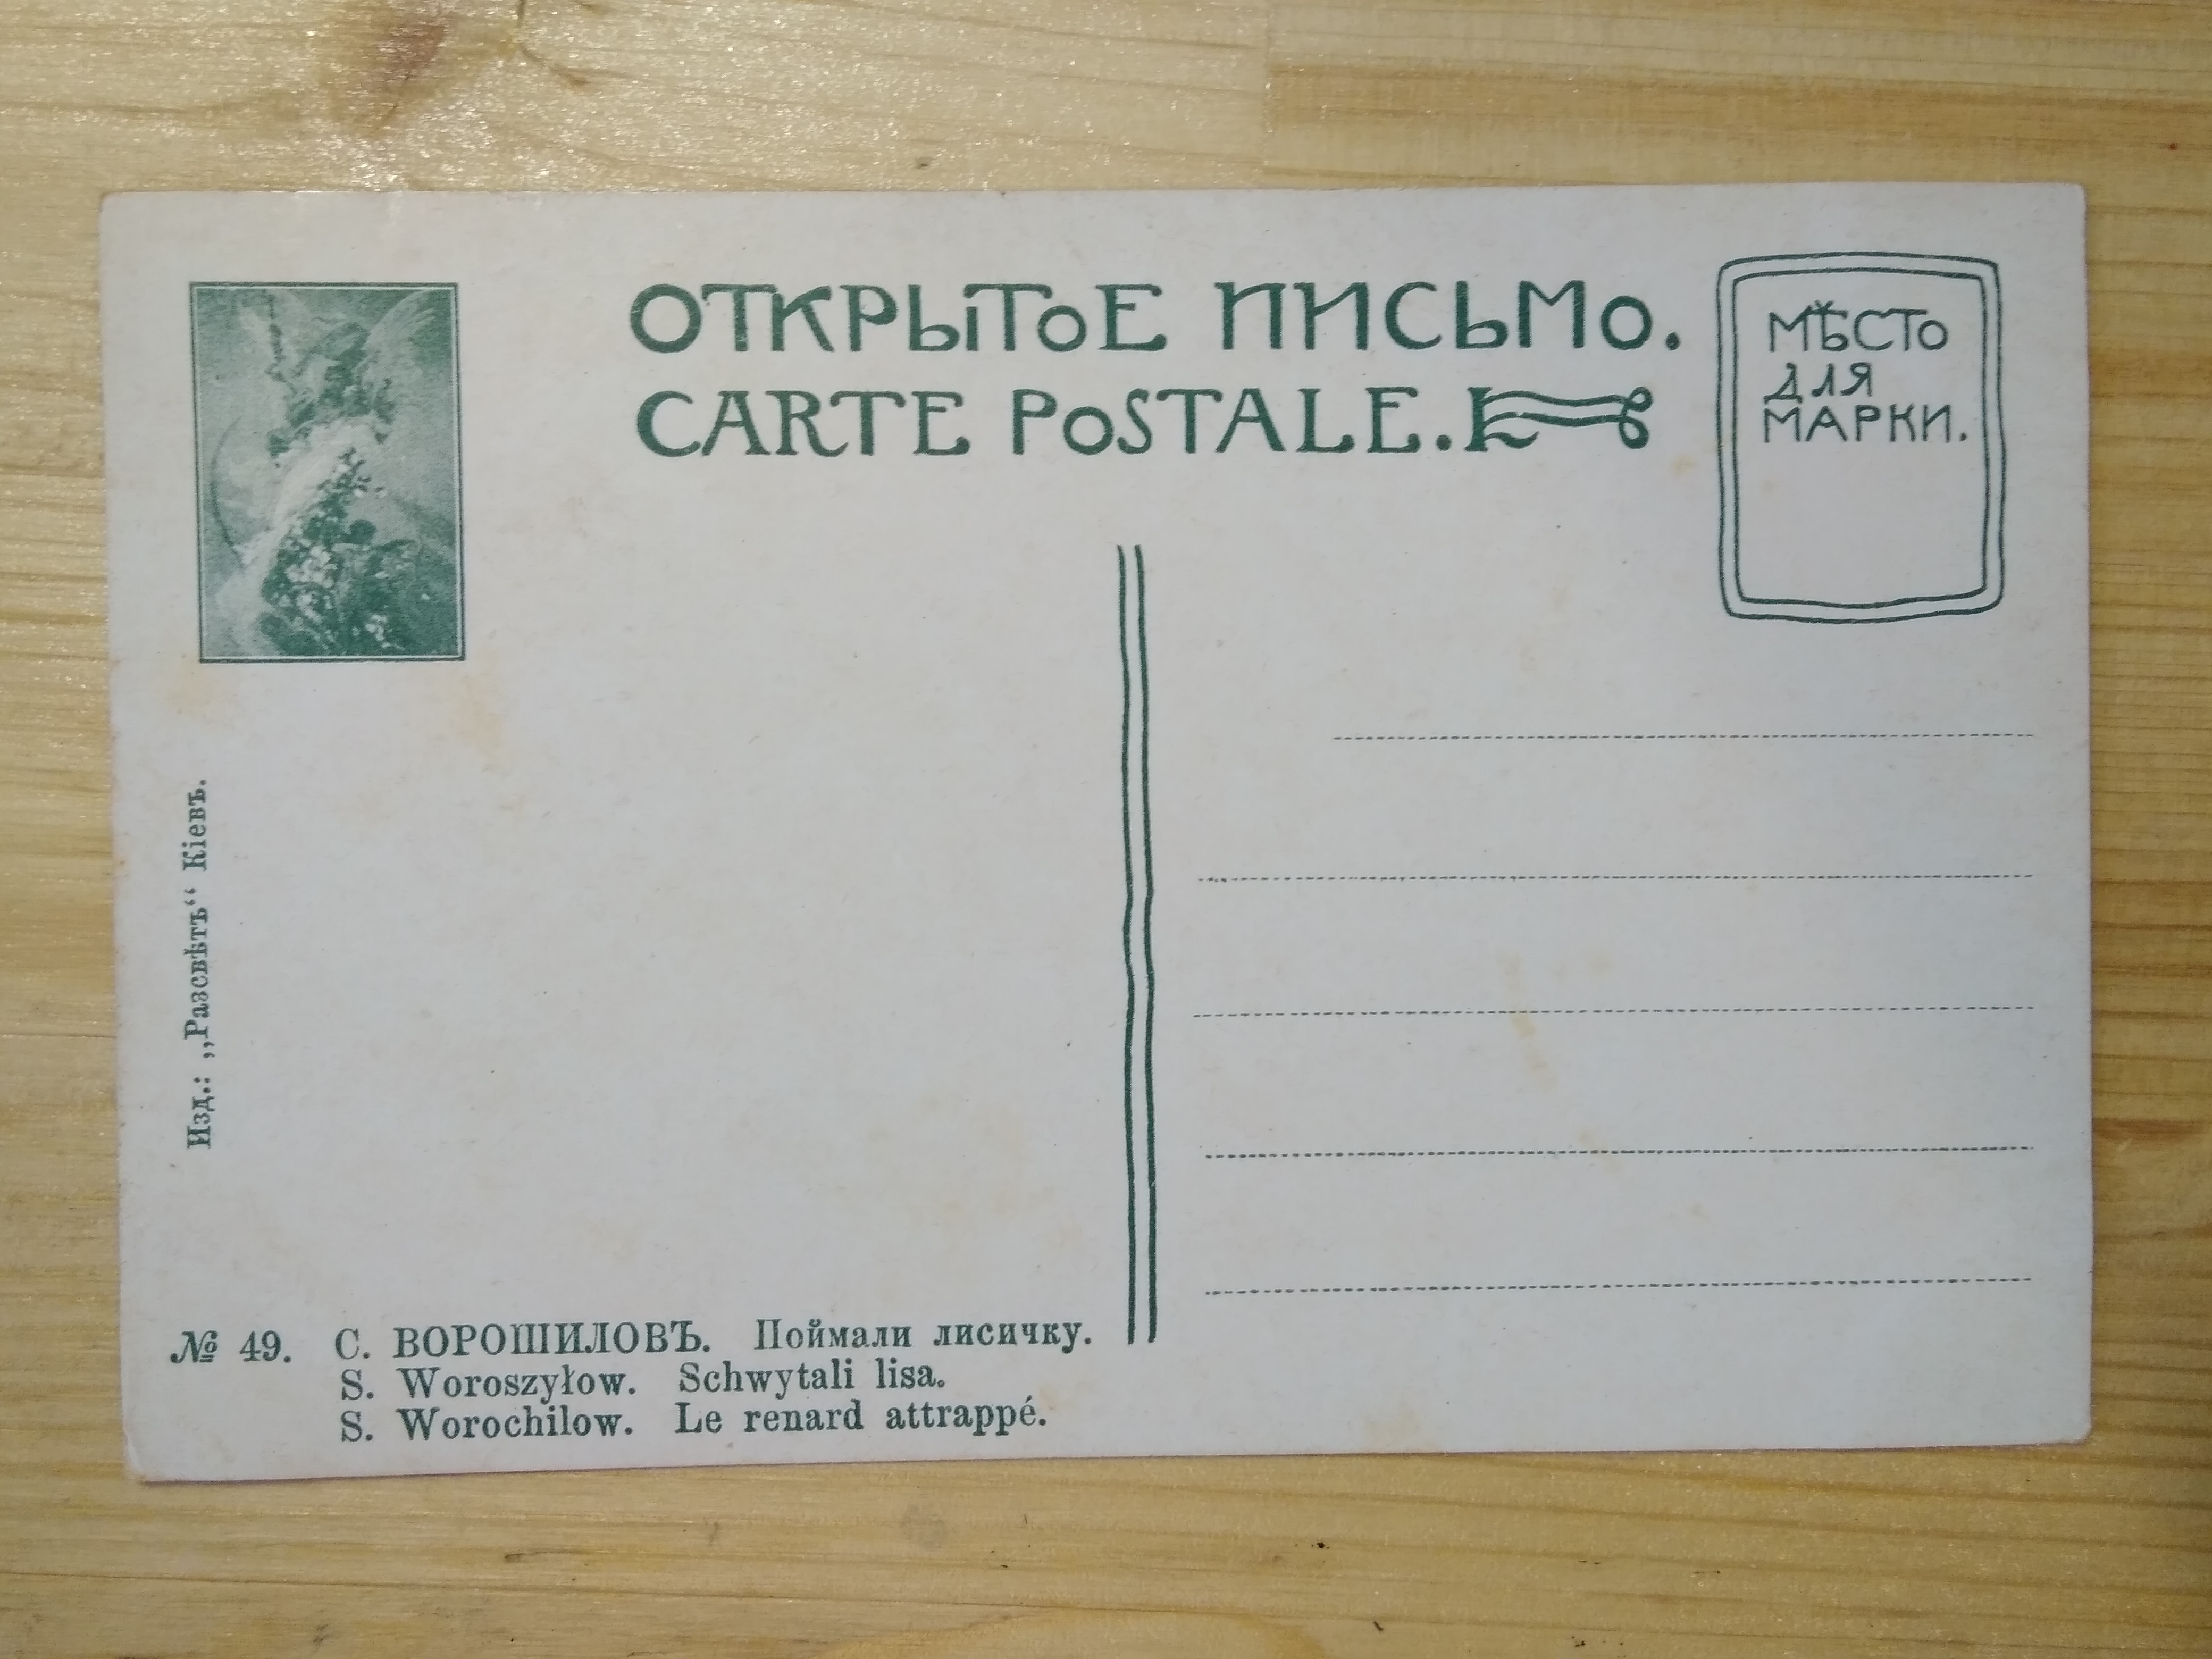 ОТКРЫТОЕ ПИСЬМО.
CARTE POSTALE.
МѢСТО
ДЛЯ
МАРКИ.
Изд.: „Разсвѣтъ“ Кіевъ.
№ 49. С. ВОРОШИЛОВЪ. Поймали лисичку.
S. Woroszyłow. Schwytali lisa.
S. Worochilow. Le renard attrappé.